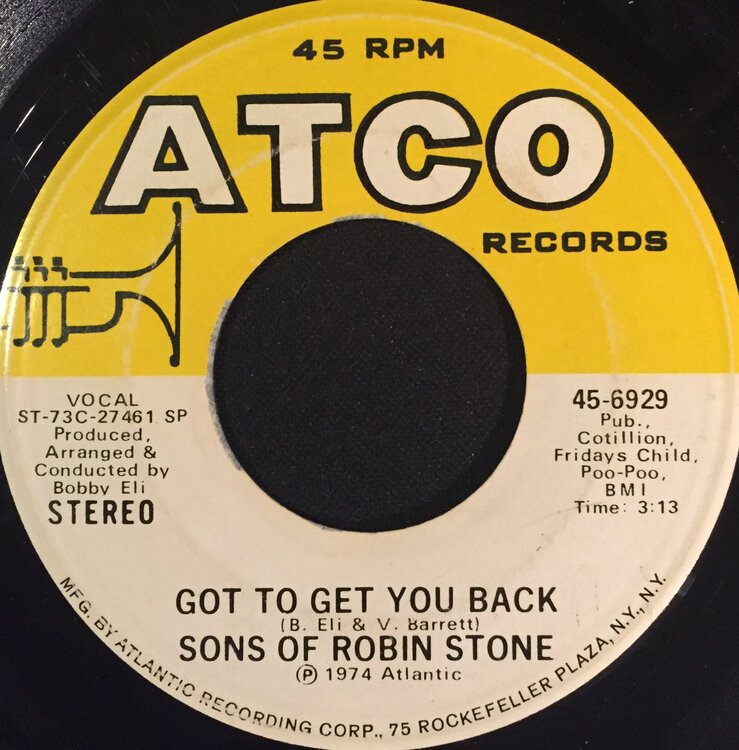 45 RPM
ATCO
RECORDS
VOCAL
ST-73C-27461 SP
Produced,
Arranged &
Conducted by
Bobby Eli
STEREO
45-6929
Pub.,
Cotillion,
Fridays Child,
Poo-Poo,
BMI
Time: 3:13
GOT TO GET YOU BACK
(B. Eli & V. Barrett)
SONS OF ROBIN STONE
℗ 1974 Atlantic
MFG. BY ATLANTIC RECORDING CORP., 75 ROCKEFELLER PLAZA, N.Y., N.Y.